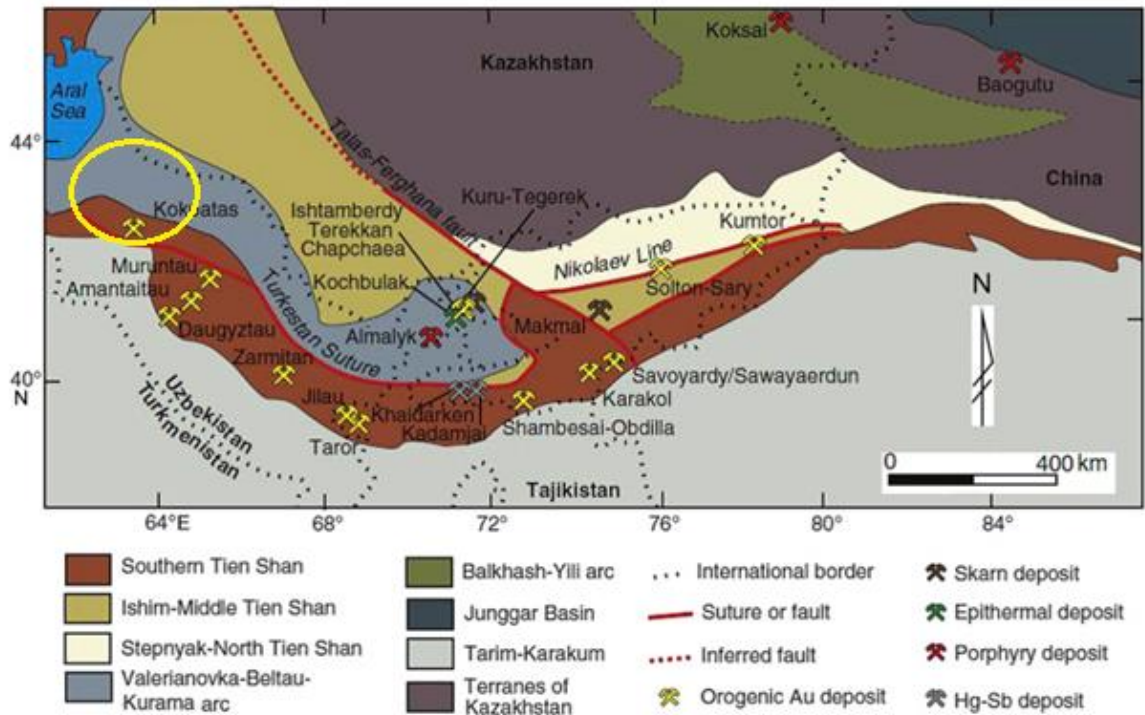 Koksai
Kazakhstan
Baogutu
Aral
Sea
44°
Talas-Ferghana fault
China
Kokpatas
Ishtamberdy
Terekkan
Chapchaea
Kuru-Tegerek
Kumtor
Muruntau
Amantaitau
Kochbulak
Nikolaev Line
Solton-Sary
N
Daugyztau
Turkestan Suture
Almalyk
Makmal
Zarmitan
40°
N
Savoyardy/Sawayaerdun
Jilau
Khaidarken
Karakol
Uzbekistan
Turkmenistan
Kadamjai
Shambesai-Obdilla
Taror
0 400 km
Tajikistan
64°E 68° 72° 76° 80° 84°
Southern Tien Shan
Ishim-Middle Tien Shan
Stepnyak-North Tien Shan
Valerianovka-Beltau-
Kurama arc
Balkhash-Yili arc
Junggar Basin
Tarim-Karakum
Terranes of
Kazakhstan
International border
Suture or fault
Inferred fault
Orogenic Au deposit
Skarn deposit
Epithermal deposit
Porphyry deposit
Hg-Sb deposit